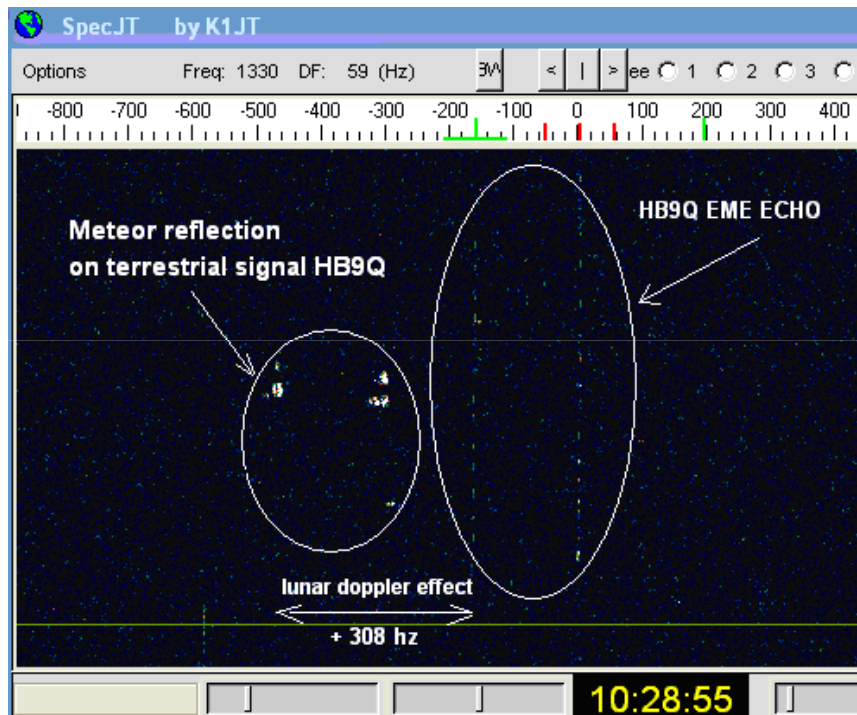 SpecJT by K1JT
Options Freq: 1330 DF: 59 (Hz) < | > ee 1 2 3
-800 -700 -600 -500 -400 -300 -200 -100 0 100 200 300 400
HB9Q EME ECHO
Meteor reflection
on terrestrial signal HB9Q
lunar doppler effect
+ 308 hz
10:28:55